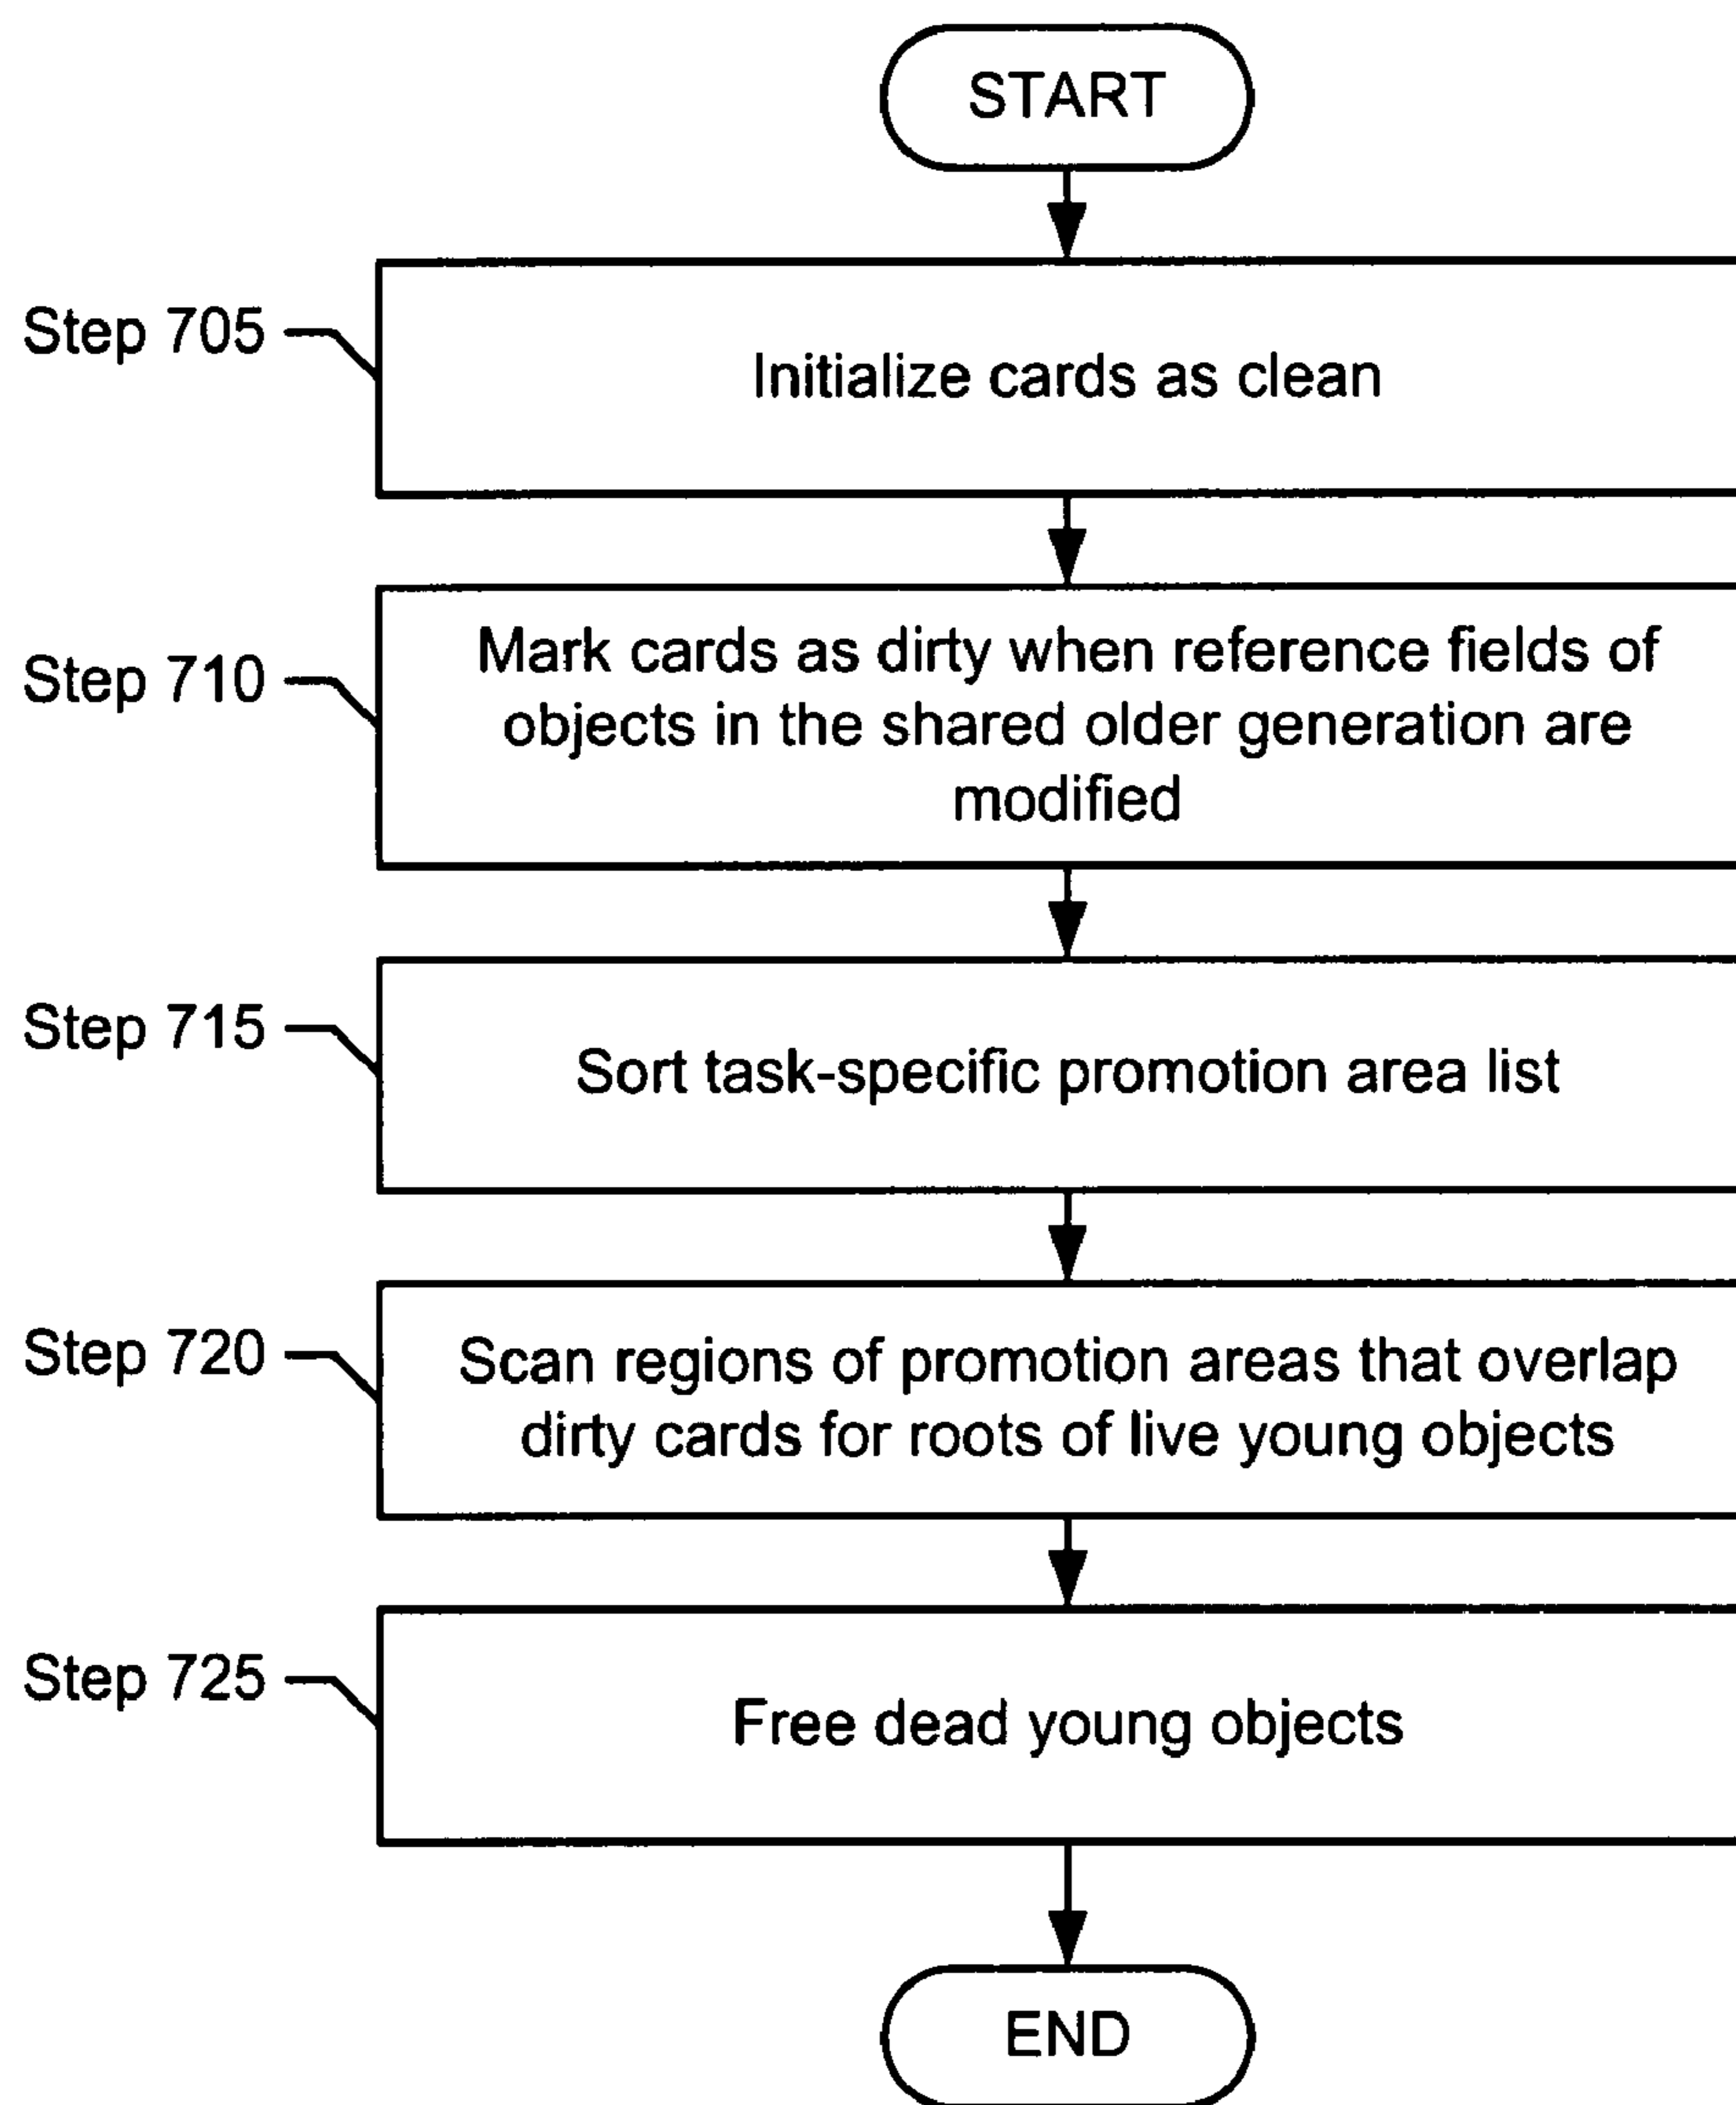 START
Step 705
Initialize cards as clean
Step 710
Mark cards as dirty when reference fields of
objects in the shared older generation are
modified
Step 715
Sort task-specific promotion area list
Step 720
Scan regions of promotion areas that overlap
dirty cards for roots of live young objects
Step 725
Free dead young objects
END